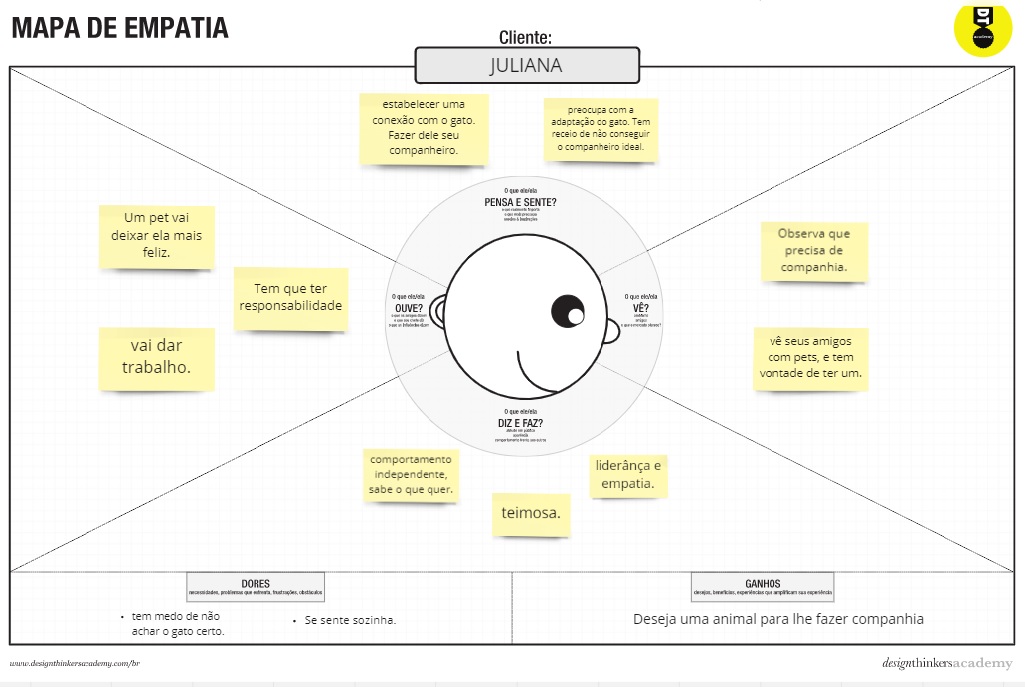 MAPA DE EMPATIA
DT
academy
Cliente:
JULIANA
estabelecer uma
conexão com o gato.
Fazer dele seu
companheiro.
preocupa com a
adaptação do gato. Tem
receio de não conseguir
o companheiro ideal.
O que ele/ela
PENSA E SENTE?
Um pet vai
deixar ela mais
feliz.
Tem que ter
responsabilidade
vai dar
trabalho.
O que ele/ela
OUVE?
O que ele/ela
VÊ?
Observa que
precisa de
companhia.
vê seus amigos
com pets, e tem
vontade de ter um.
O que ele/ela
DIZ E FAZ?
comportamento
independente,
sabe o que quer.
teimosa.
liderânça e
empatia.
DORES
necessidades, problemas que enfrenta, frustrações, obstáculos
• tem medo de não
achar o gato certo.
• Se sente sozinha.
GANHOS
desejos, benefícios, experiências que amplificam sua experiência
Deseja uma animal para lhe fazer companhia
www.designthinkersacademy.com/br
designthinkersacademy